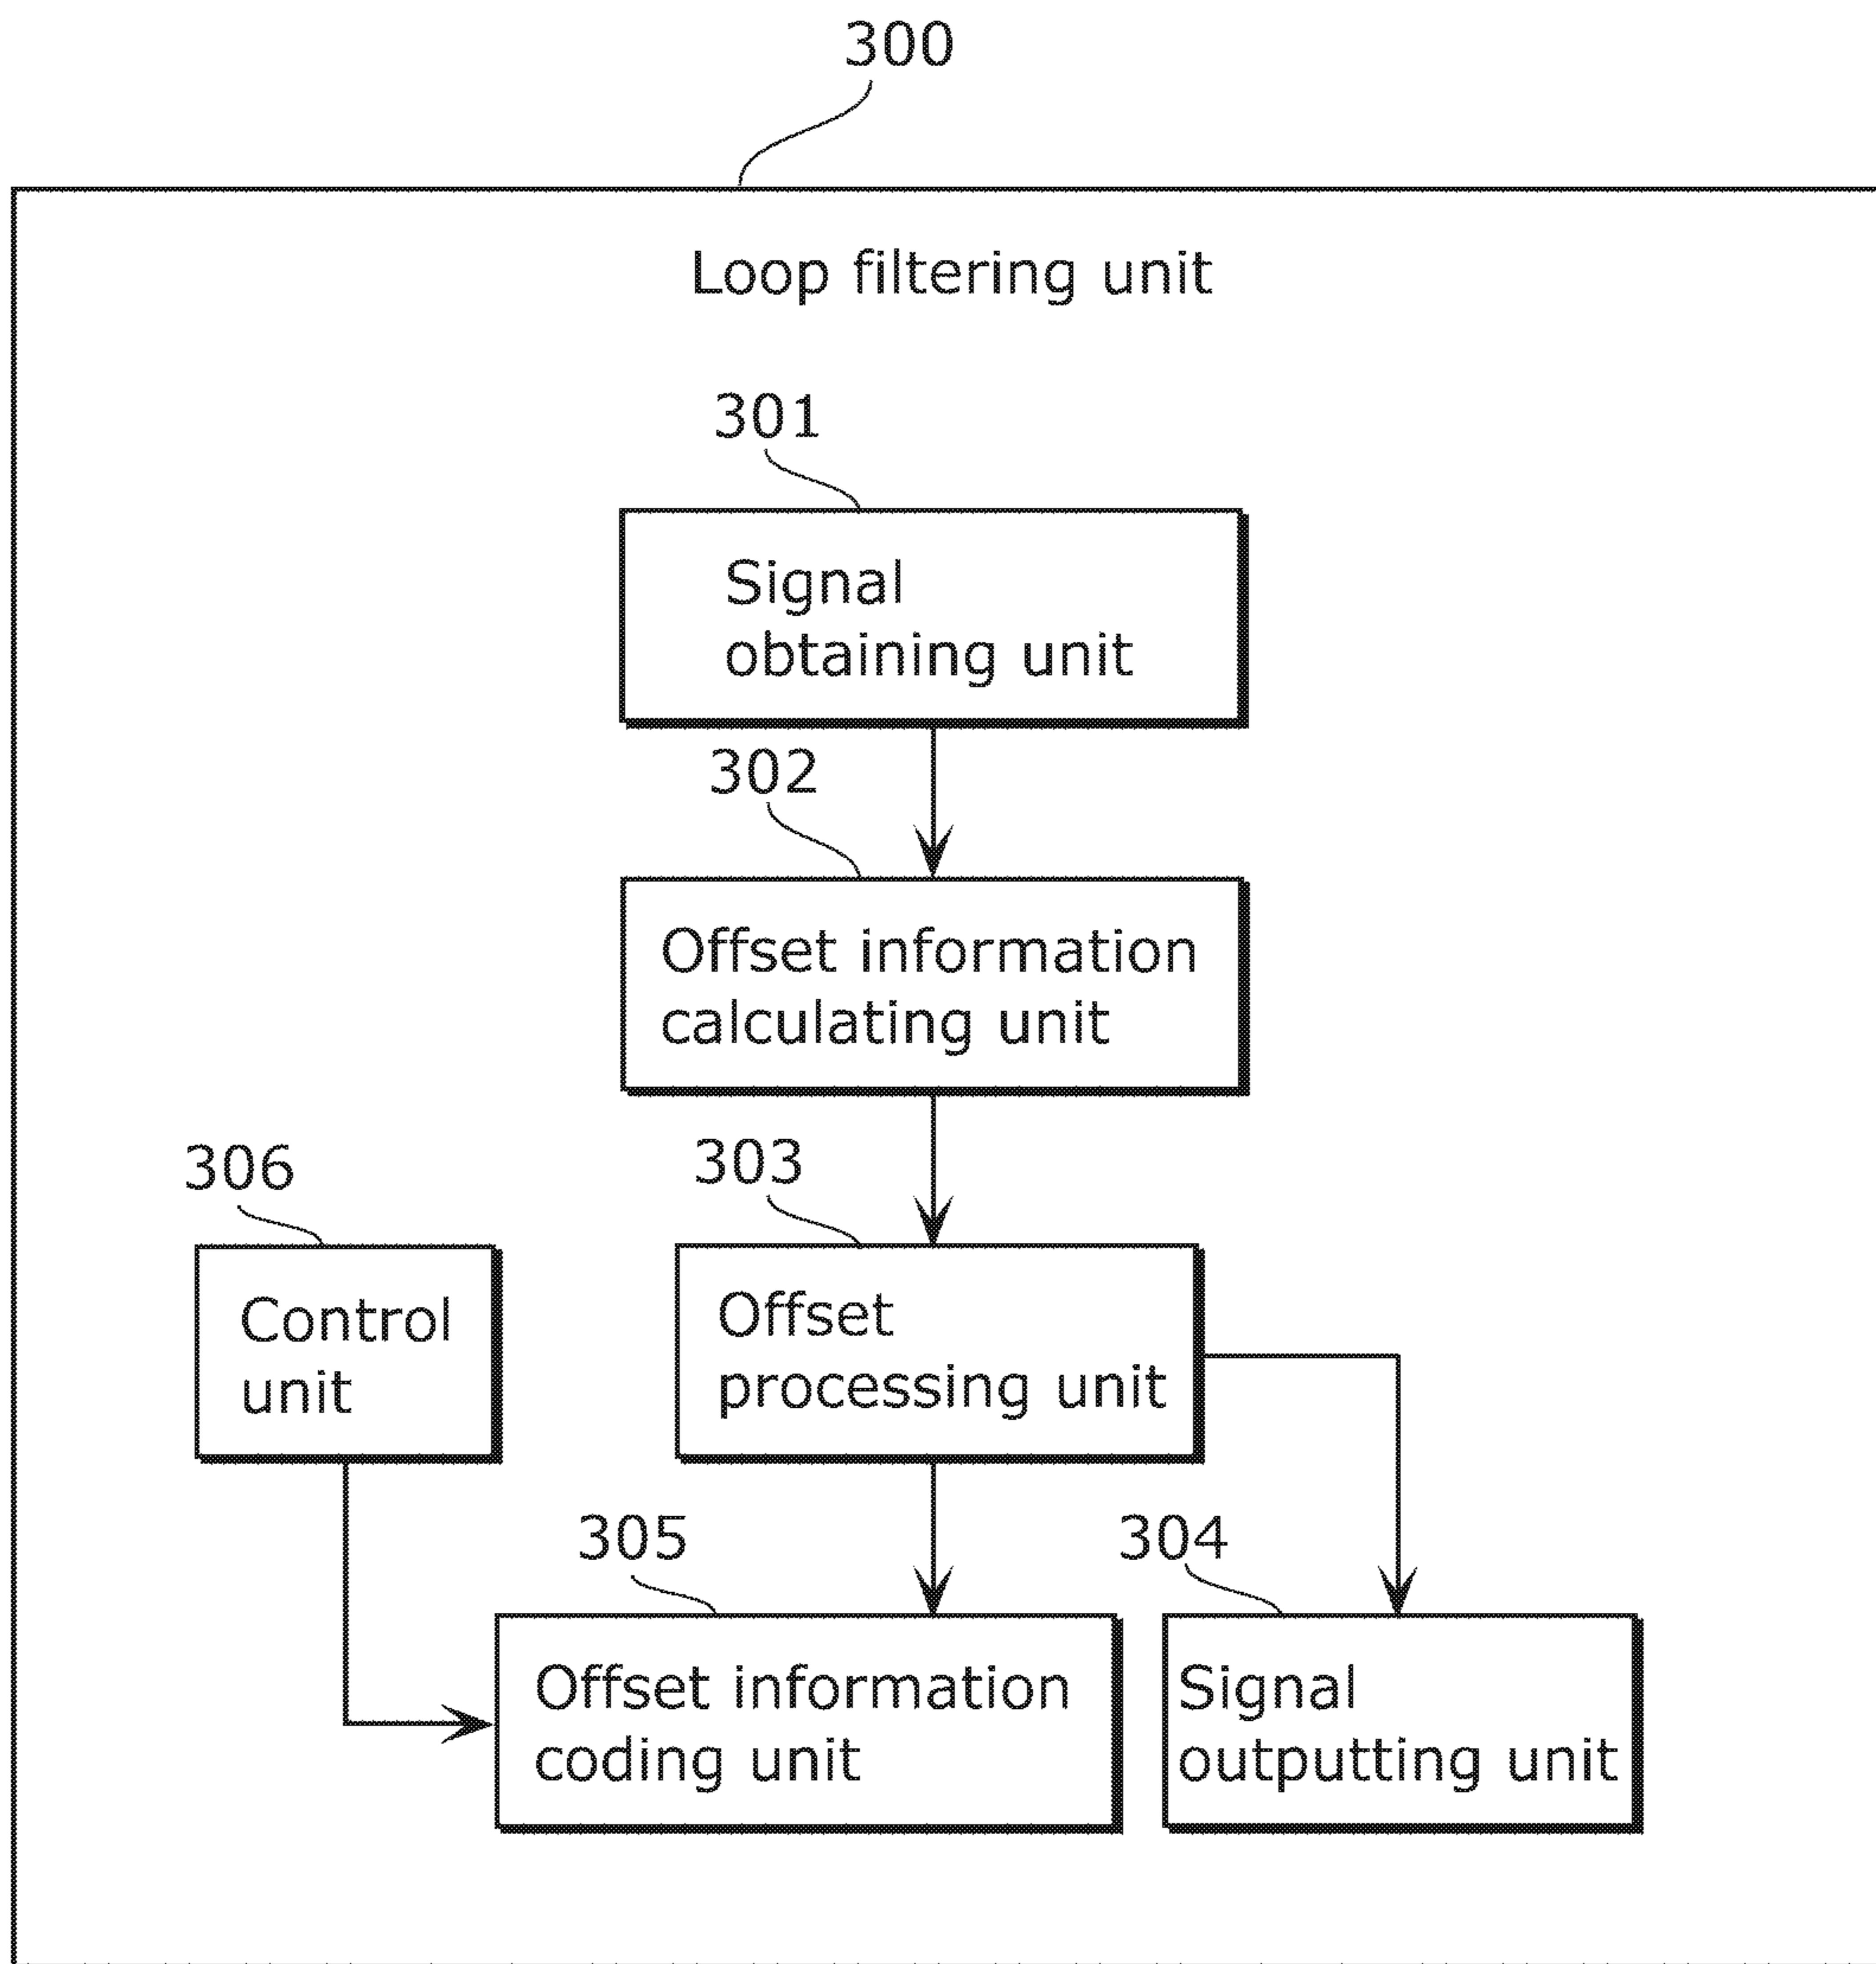 300
Loop filtering unit
301
Signal
obtaining unit
302
Offset information
calculating unit
303
Offset
processing unit
306
Control
unit
305
Offset information
coding unit
304
Signal
outputting unit